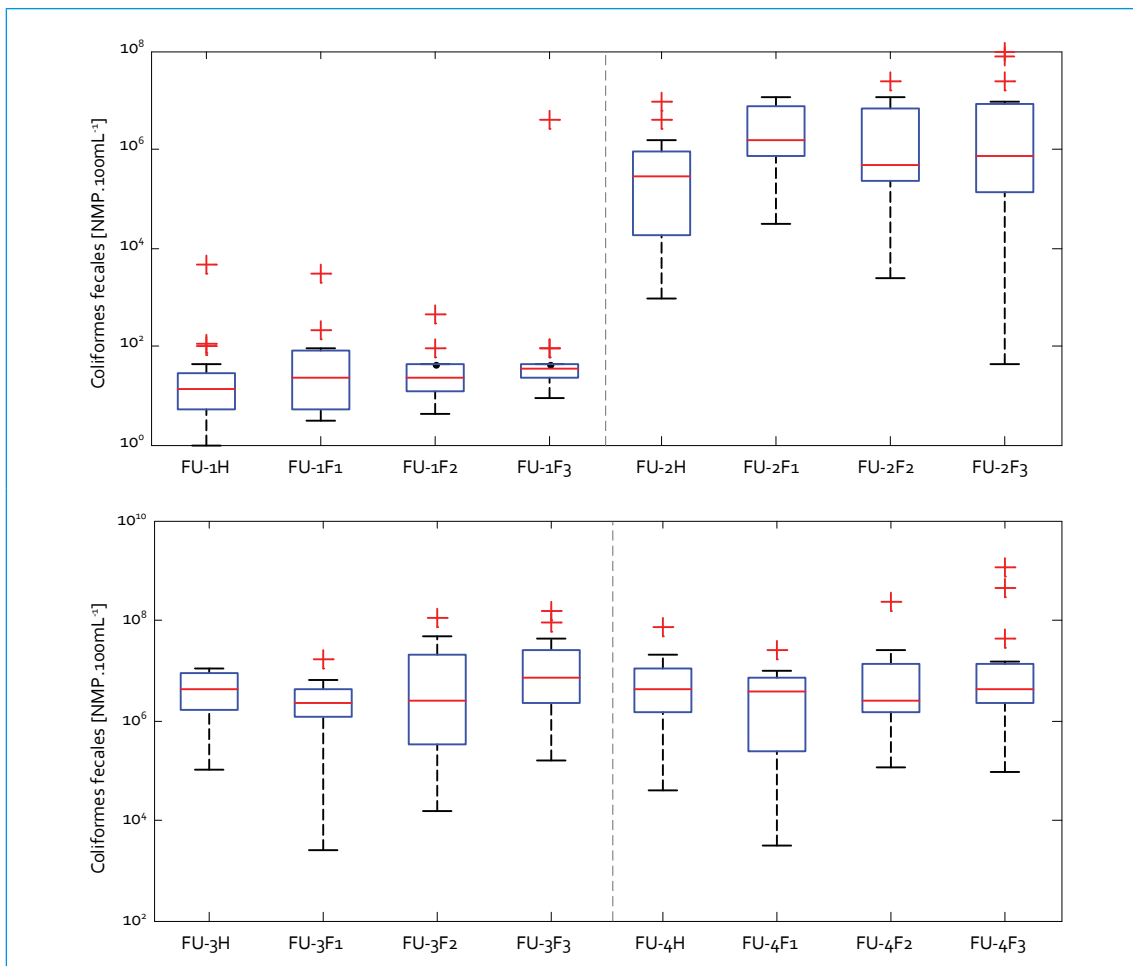 Coliformes fecales [NMP.100mL⁻¹]
10⁸
10⁶
10⁴
10²
10⁰
FU-1H FU-1F1 FU-1F2 FU-1F3 FU-2H FU-2F1 FU-2F2 FU-2F3
Coliformes fecales [NMP.100mL⁻¹]
10¹⁰
10⁸
10⁶
10⁴
10²
FU-3H FU-3F1 FU-3F2 FU-3F3 FU-4H FU-4F1 FU-4F2 FU-4F3